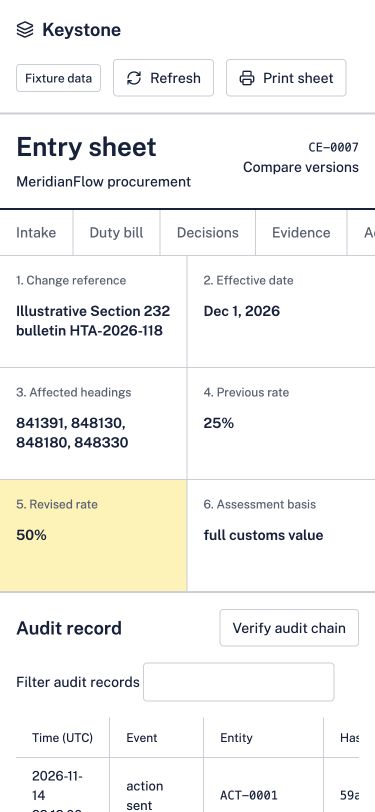 Keystone
Fixture data
Refresh
Print sheet
Entry sheet
CE–0007
MeridianFlow procurement
Compare versions
Intake
Duty bill
Decisions
Evidence
1. Change reference
2. Effective date
Illustrative Section 232
bulletin HTA-2026-118
Dec 1, 2026
3. Affected headings
4. Previous rate
841391, 848130,
848180, 848330
25%
5. Revised rate
6. Assessment basis
50%
full customs value
Audit record
Verify audit chain
Filter audit records
Time (UTC)
Event
Entity
2026-11-
14
action
sent
ACT–0001